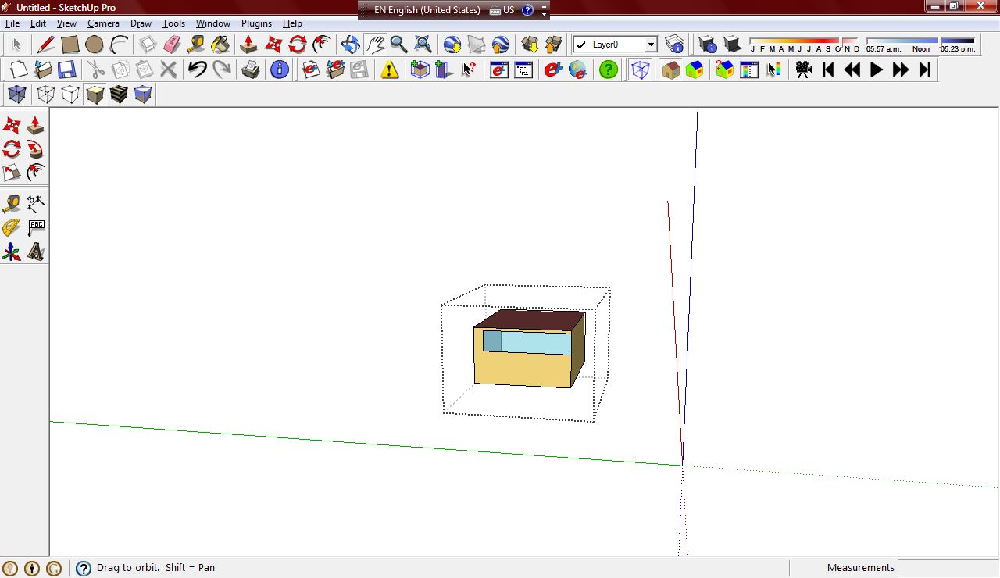 Untitled - SketchUp Pro
EN English (United States) US ?
File Edit View Camera Draw Tools Window Plugins Help
Layer0
J F M A M J J A S O N D 05:57 a.m. Noon 05:23 p.m.
ABC
Drag to orbit. Shift = Pan
Measurements